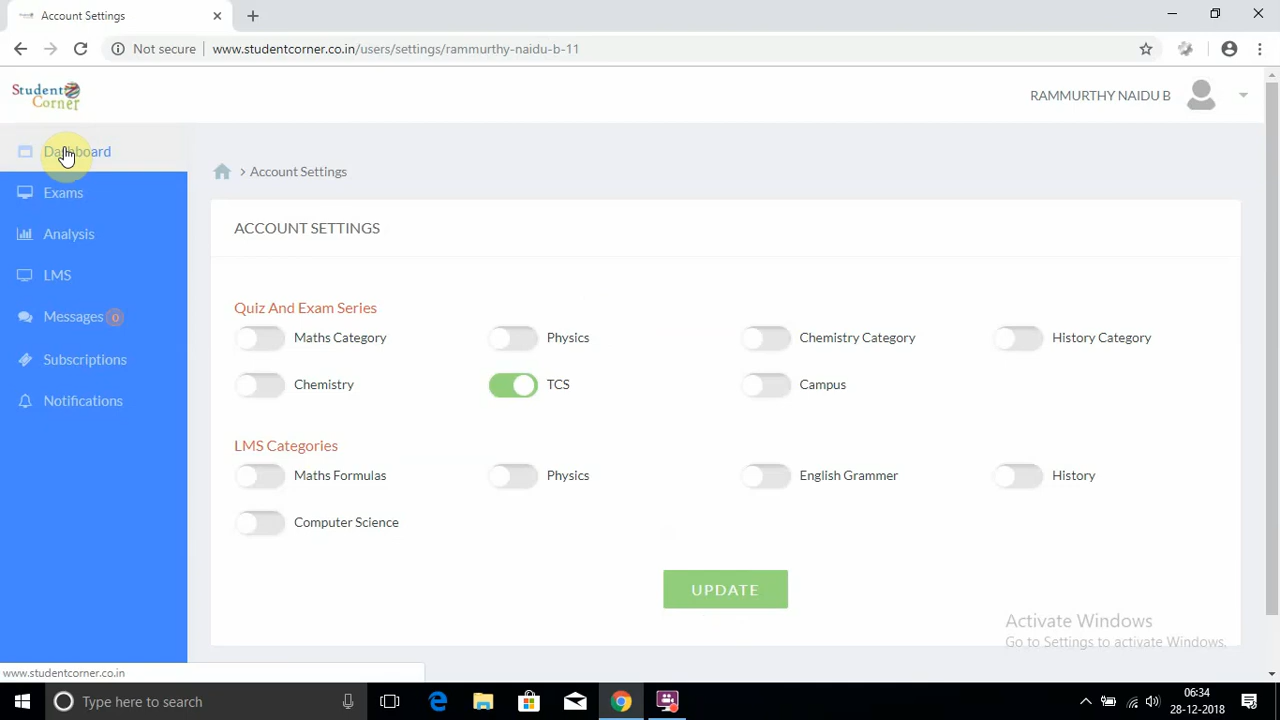 Account Settings
Not secure
www.studentcorner.co.in/users/settings/rammurthy-naidu-b-11
Student
Corner
RAMMURTHY NAIDU B
Dashboard
Exams
Analysis
LMS
Messages 0
Subscriptions
Notifications
> Account Settings
ACCOUNT SETTINGS
Quiz And Exam Series
Maths Category Physics Chemistry Category History Category
Chemistry TCS Campus
LMS Categories
Maths Formulas Physics English Grammer History
Computer Science
UPDATE
Activate Windows
Go to Settings to activate Windows.
www.studentcorner.co.in
Type here to search
06:34
28-12-2018